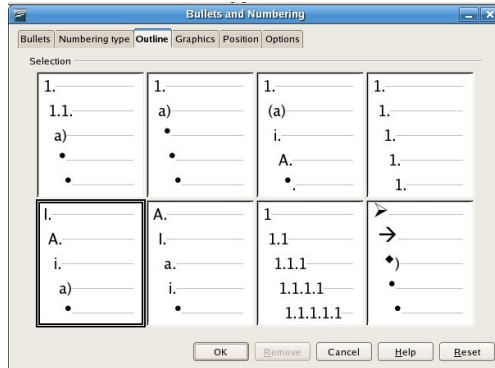 Bullets and Numbering
Bullets Numbering type Outline Graphics Position Options
Selection
1.
1.1.
a)
•
•
1.
a)
•
•
•
1.
(a)
i.
A.
•.
1.
1.
1.
1.
1.
I.
A.
i.
a)
•
A.
I.
a.
i.
•
1
1.1
1.1.1
1.1.1.1
1.1.1.1.1
➢
→
◆)
•
•
OK Remove Cancel Help Reset